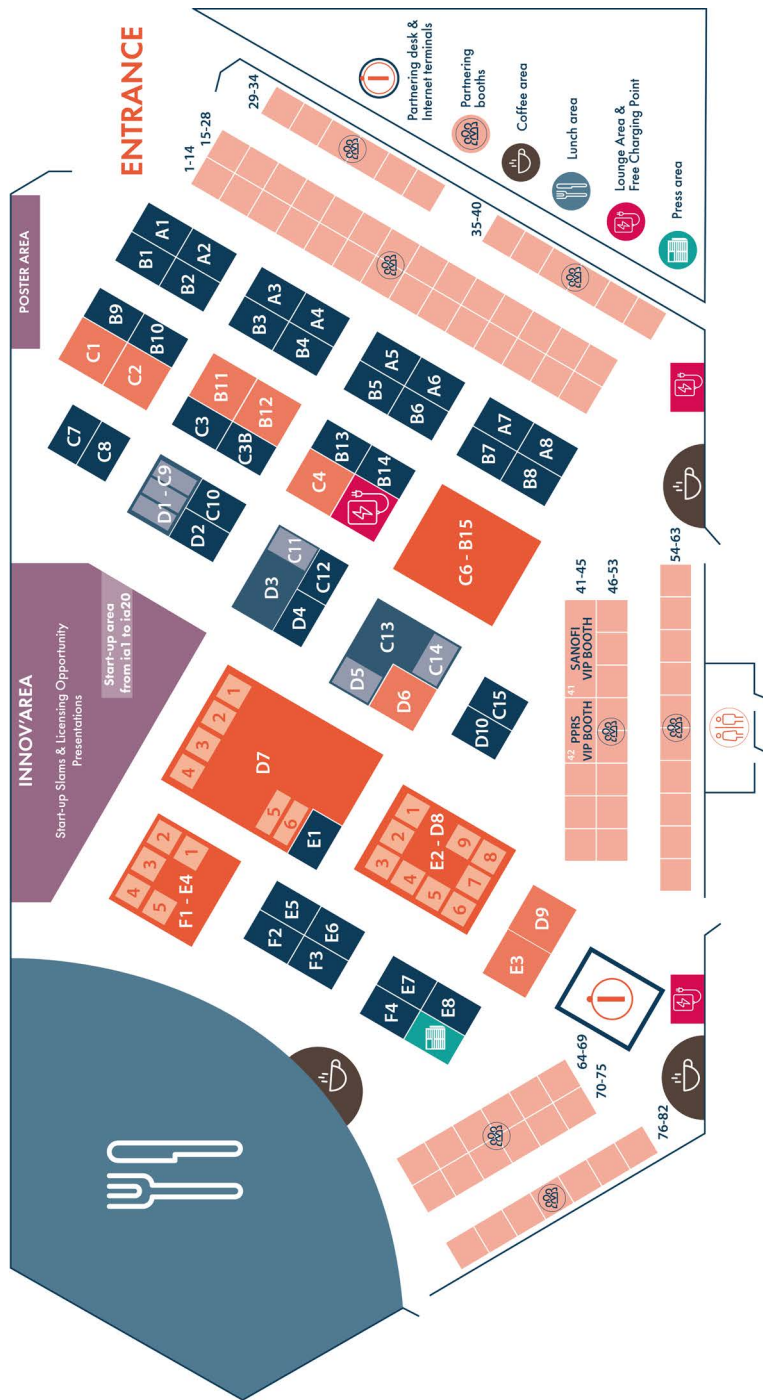 POSTER AREA
ENTRANCE
INNOV'AREA
Start-up Slams & Licensing Opportunity
Presentations
Start-up area
from ia1 to ia20
Partnering desk &
Internet terminals
Partnering
booths
Coffee area
Lunch area
Lounge Area &
Free Charging Point
Press area
29-34
15-28
1-14
35-40
B1
A1
B2
A2
B3
A3
B4
A4
B5
A5
B6
A6
B7
A7
B8
A8
C1
B9
C2
B10
C3
B11
C3B
B12
C4
B13
B14
C6 - B15
C7
C8
D1 - C9
D2
C10
D3
C11
D4
C12
C13
D5
C14
D6
D10
C15
D7
1
2
3
4
5
6
E1
E2 - D8
1
2
3
4
5
6
7
8
9
E3
D9
F1 - E4
1
2
3
4
5
F2
E5
F3
E6
F4
E7
E8
41-45
46-53
41
SANOFI
VIP BOOTH
42
PPRS
VIP BOOTH
54-63
64-69
70-75
76-82